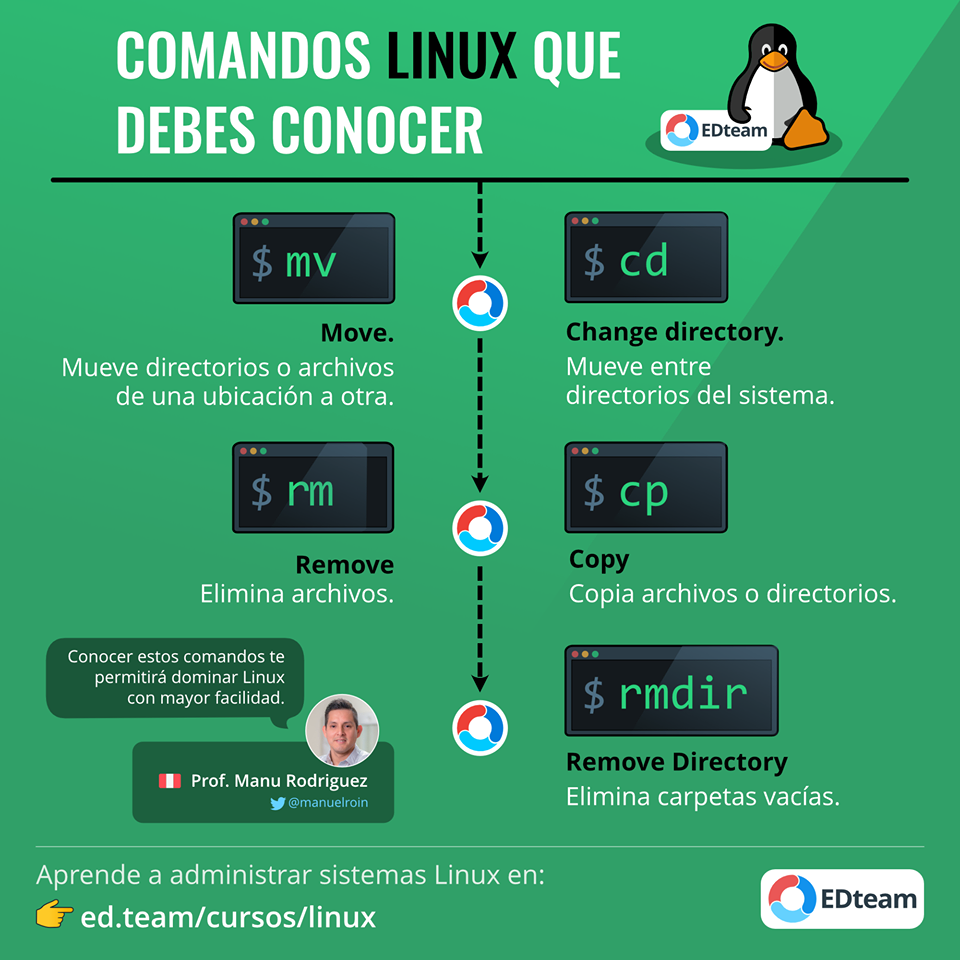 COMANDOS LINUX QUE
DEBES CONOCER
EDteam
$ mv
Move.
Mueve directorios o archivos
de una ubicación a otra.
$ cd
Change directory.
Mueve entre
directorios del sistema.
$ rm
Remove
Elimina archivos.
$ cp
Copy
Copia archivos o directorios.
Conocer estos comandos te
permitirá dominar Linux
con mayor facilidad.
Prof. Manu Rodriguez
@manuelroin
$ rmdir
Remove Directory
Elimina carpetas vacías.
Aprende a administrar sistemas Linux en:
ed.team/cursos/linux
EDteam